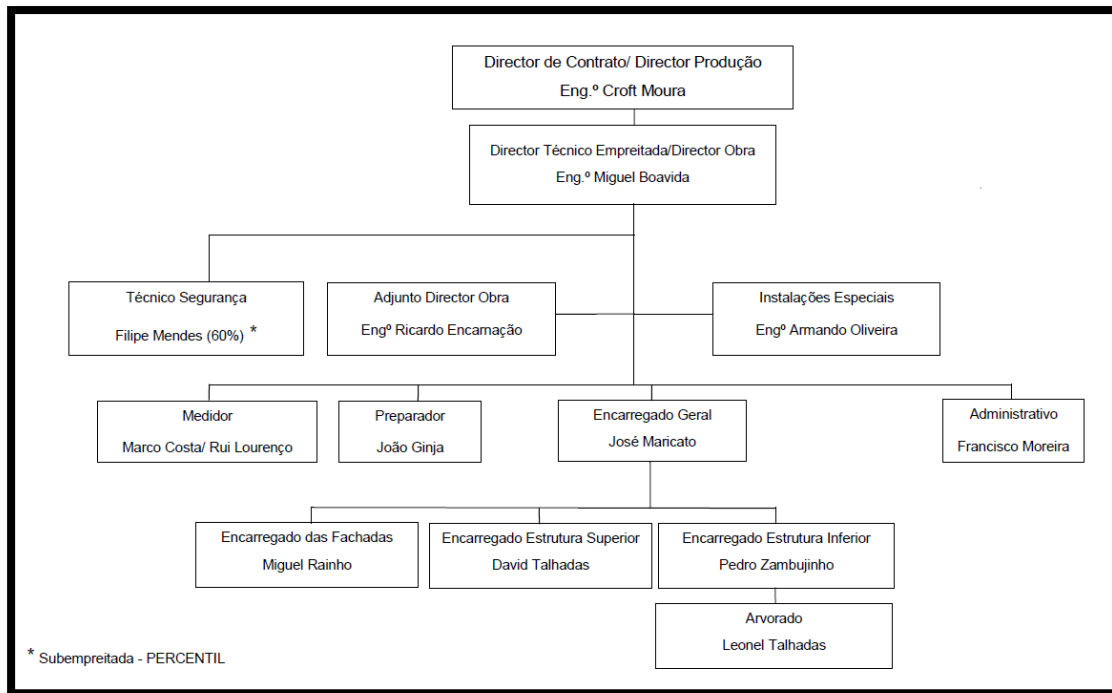 Director de Contrato/ Director Produção
Eng.º Croft Moura
Director Técnico Empreitada/Director Obra
Eng.º Miguel Boavida
Técnico Segurança
Filipe Mendes (60%) *
Adjunto Director Obra
Engº Ricardo Encarnação
Instalações Especiais
Engº Armando Oliveira
Medidor
Marco Costa/ Rui Lourenço
Preparador
João Ginja
Encarregado Geral
José Maricato
Administrativo
Francisco Moreira
Encarregado das Fachadas
Miguel Rainho
Encarregado Estrutura Superior
David Talhadas
Encarregado Estrutura Inferior
Pedro Zambujinho
Arvorado
Leonel Talhadas
* Subempreitada - PERCENTIL